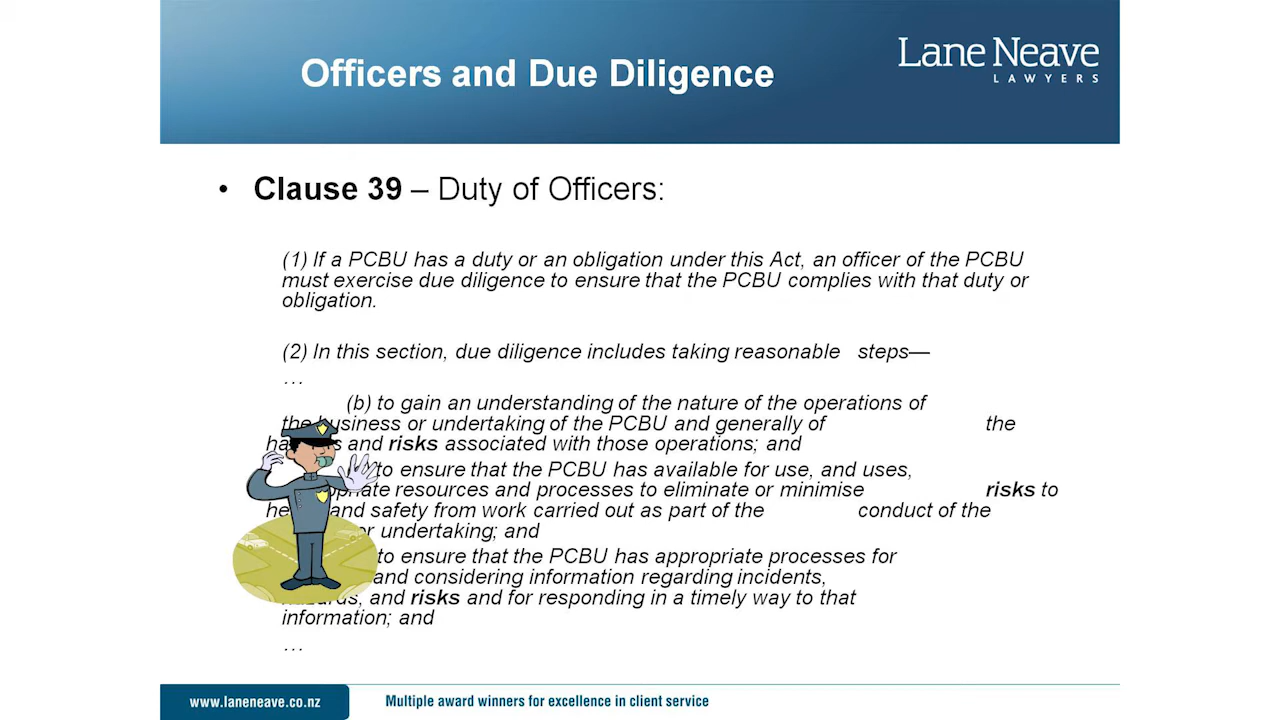 Officers and Due Diligence
Lane Neave
LAWYERS
• Clause 39 – Duty of Officers:
(1) If a PCBU has a duty or an obligation under this Act, an officer of the PCBU
must exercise due diligence to ensure that the PCBU complies with that duty or
obligation.
(2) In this section, due diligence includes taking reasonable steps—
…
(b) to gain an understanding of the nature of the operations of
the business or undertaking of the PCBU and generally of the
and risks associated with those operations; and
to ensure that the PCBU has available for use, and uses,
resources and processes to eliminate or minimise risks to
and safety from work carried out as part of the conduct of the
or undertaking; and
to ensure that the PCBU has appropriate processes for
and considering information regarding incidents,
and risks and for responding in a timely way to that
information; and
…
www.laneneave.co.nz
Multiple award winners for excellence in client service